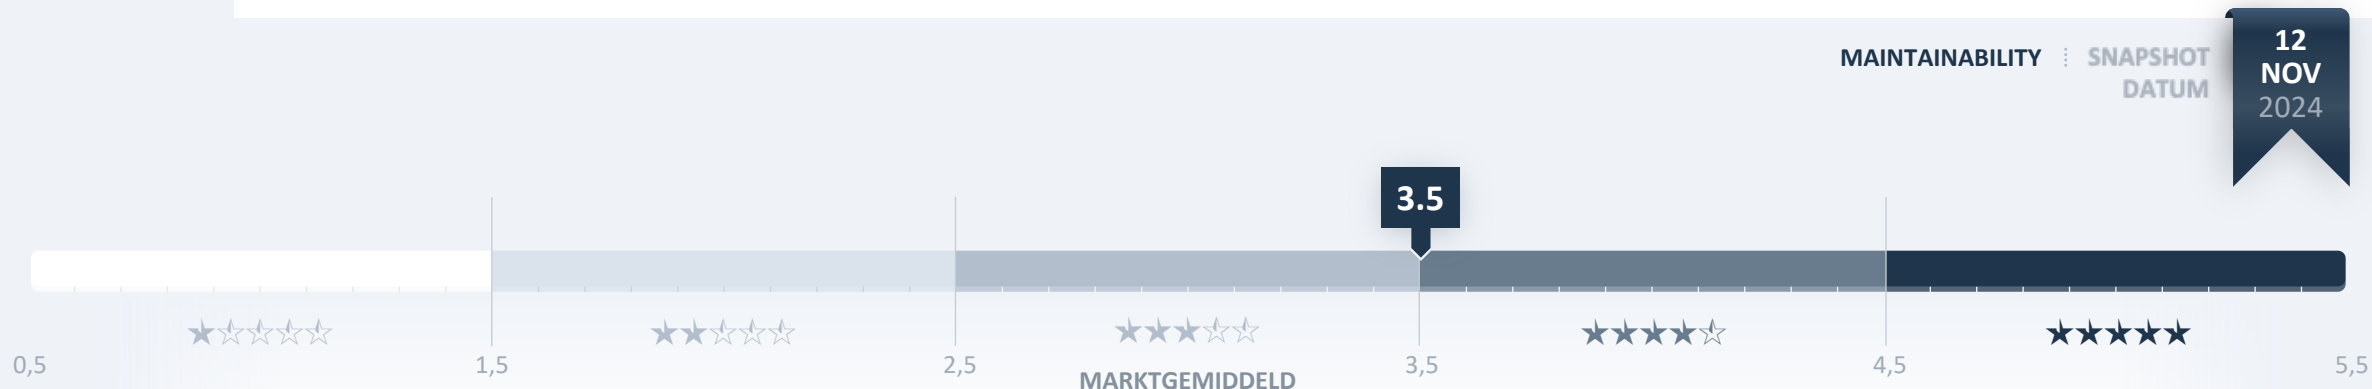 MAINTAINABILITY
SNAPSHOT
DATUM
12
NOV
2024
3.5
0,5
1,5
2,5
3,5
4,5
5,5
MARKTGEMIDDELD